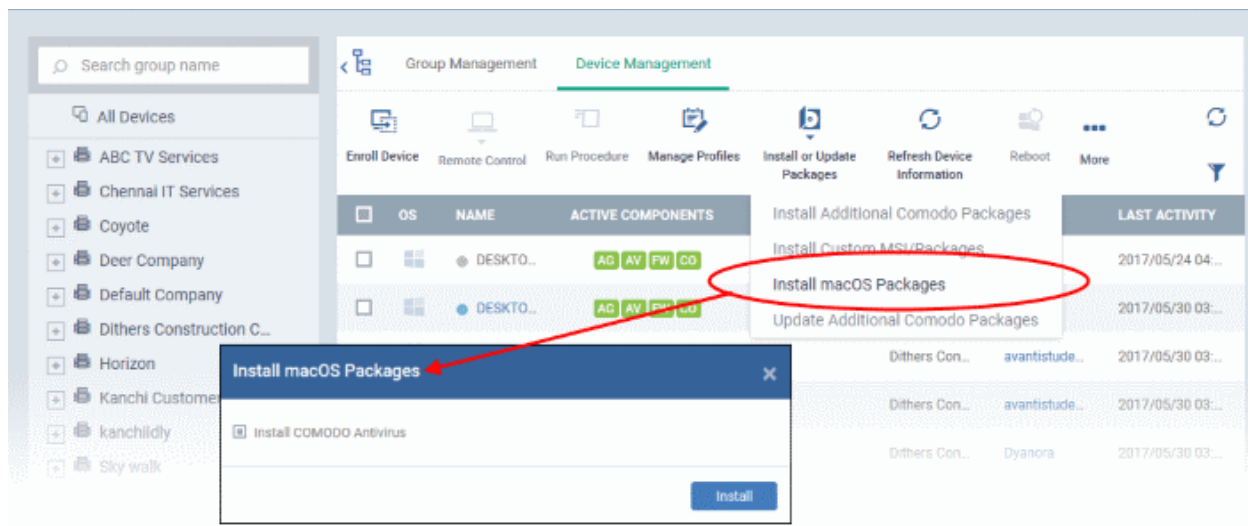 Search group name
Group Management
Device Management
All Devices
ABC TV Services
Chennai IT Services
Coyote
Deer Company
Default Company
Dithers Construction C...
Horizon
Kanchi Customer
kanchiidly
Sky walk
Enroll Device
Remote Control
Run Procedure
Manage Profiles
Install or Update
Packages
Refresh Device
Information
Reboot
More
OS NAME ACTIVE COMPONENTS LAST ACTIVITY
Install Additional Comodo Packages
Install Custom MSI/Packages
Install macOS Packages
Update Additional Comodo Packages
DESKTO... AG AV FW CO 2017/05/24 04:...
DESKTO... AG AV FW CO 2017/05/30 03:...
Dithers Con... avantistude... 2017/05/30 03:...
Dithers Con... avantistude... 2017/05/30 03:...
Dithers Con... Dyanora 2017/05/30 03:...
Install macOS Packages
Install COMODO Antivirus
Install